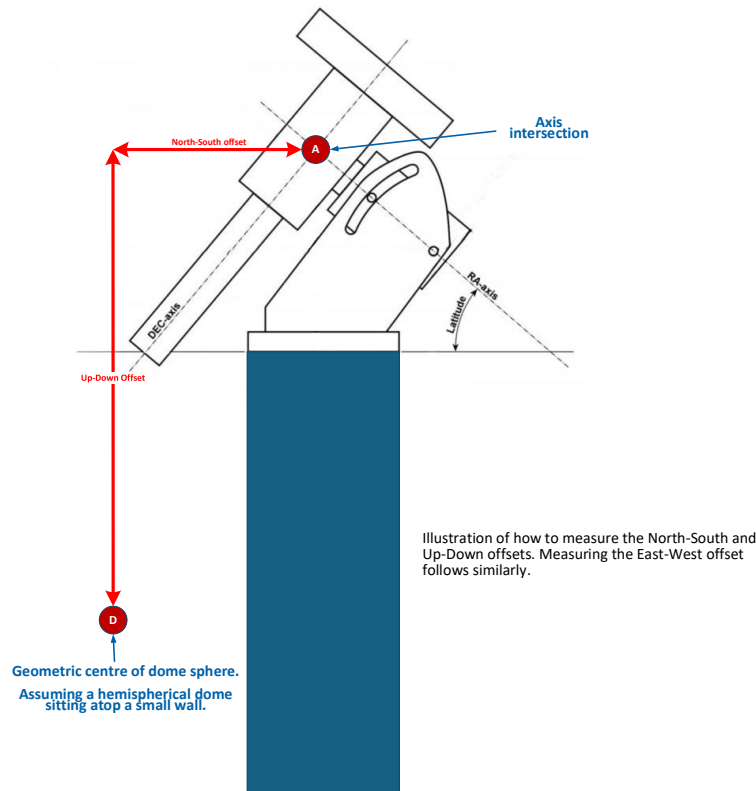 Axis
intersection
North-South offset
A
RA-axis
Latitude
DEC-axis
Up-Down Offset
Illustration of how to measure the North-South and
Up-Down offsets. Measuring the East-West offset
follows similarly.
D
Geometric centre of dome sphere.
Assuming a hemispherical dome
sitting atop a small wall.